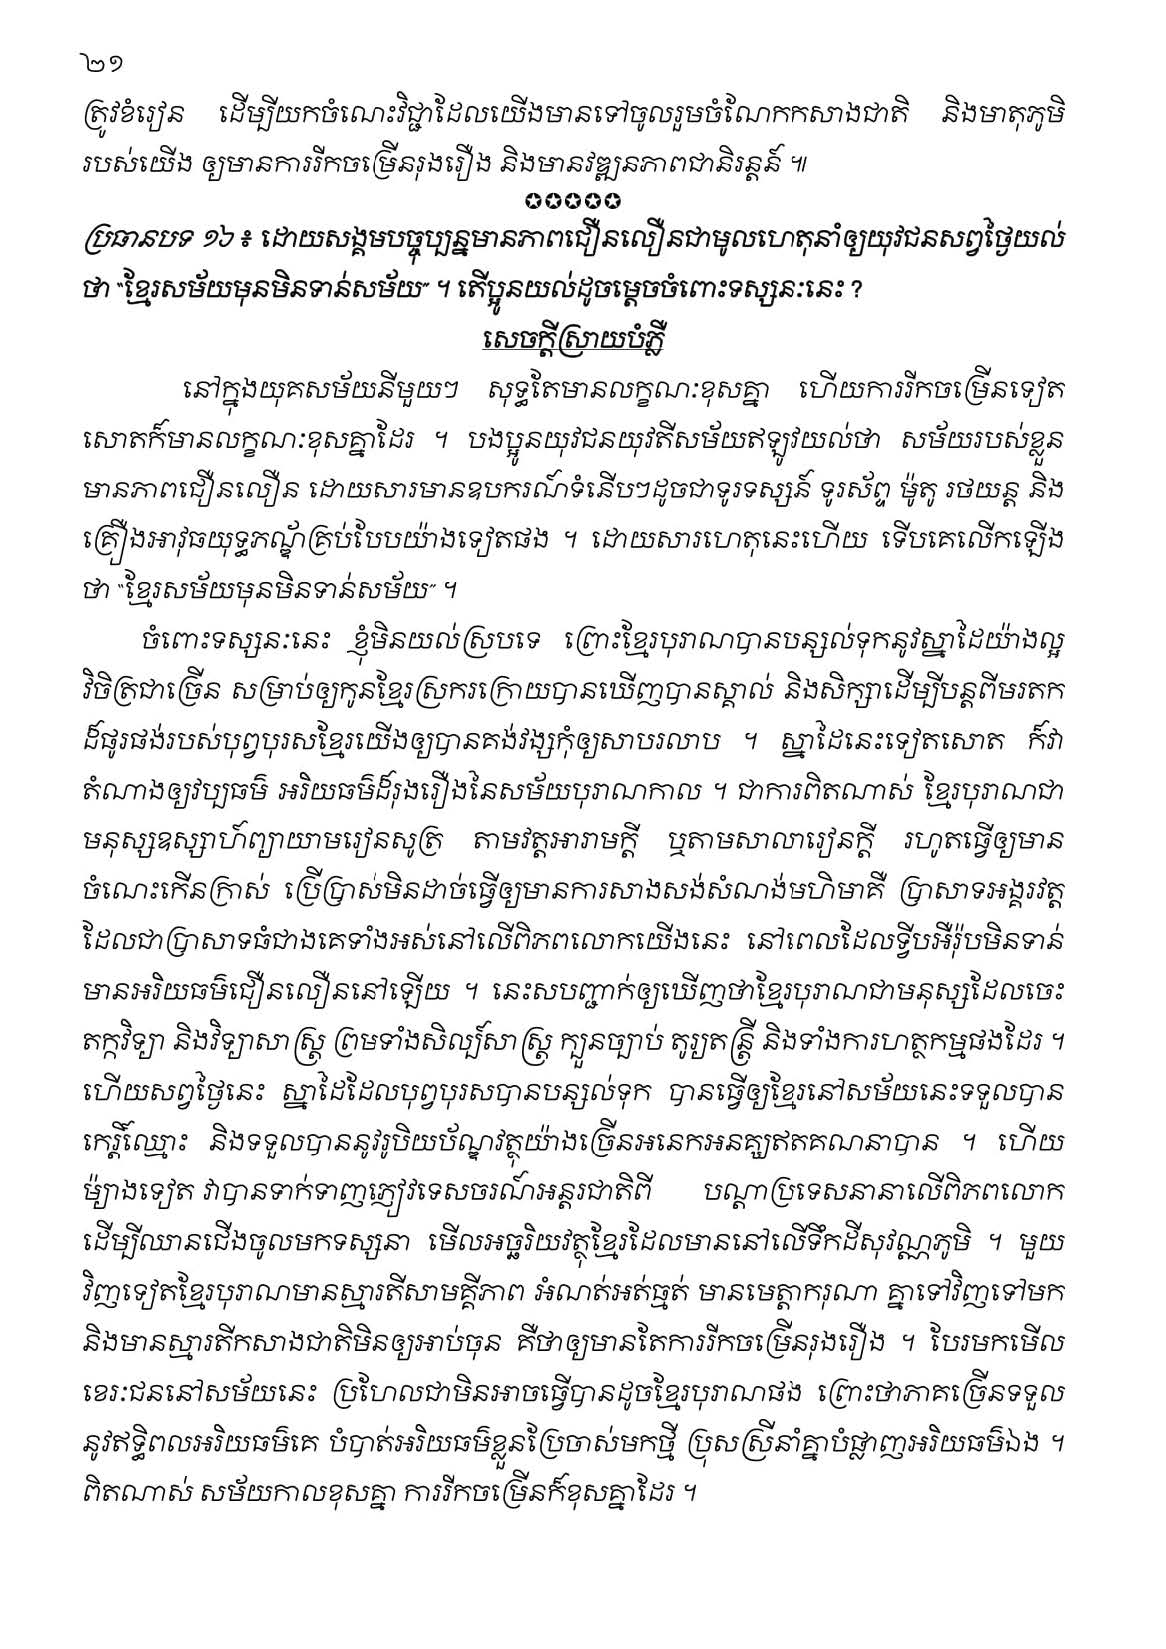 ២១
ត្រូវខំរៀន ដើម្បីយកចំណេះវិជ្ជាដែលយើងមានទៅចូលរួមចំណែកកសាងជាតិ និងមាតុភូមិ
របស់យើង ឲ្យមានការរីកចម្រើនរុងរឿង និងមានវឌ្ឍនភាពជានិរន្តន៍ ៕
✪✪✪✪✪
ប្រធានបទ ១៦ ៖ ដោយសង្គមបច្ចុប្បន្នមានភាពជឿនលឿនជាមូលហេតុនាំឲ្យយុវជនសព្វថ្ងៃយល់
ថា “ខ្មែរសម័យមុនមិនទាន់សម័យ” ។ តើប្អូនយល់ដូចម្តេចចំពោះទស្សនៈនេះ ?
សេចក្តីស្រាយបំភ្លឺ
នៅក្នុងយុគសម័យនីមួយៗ សុទ្ធតែមានលក្ខណៈខុសគ្នា ហើយការរីកចម្រើនទៀត
សោតក៏មានលក្ខណៈខុសគ្នាដែរ ។ បងប្អូនយុវជនយុវតីសម័យឥឡូវយល់ថា សម័យរបស់ខ្លួន
មានភាពជឿនលឿន ដោយសារមានឧបករណ៍ទំនើបៗដូចជាទូរទស្សន៍ ទូរស័ព្ទ ម៉ូតូ រថយន្ត និង
គ្រឿងអាវុធយុទ្ធភណ្ឌ័គ្រប់បែបយ៉ាងទៀតផង ។ ដោយសារហេតុនេះហើយ ទើបគេលើកឡើង
ថា “ខ្មែរសម័យមុនមិនទាន់សម័យ” ។
ចំពោះទស្សនៈនេះ ខ្ញុំមិនយល់ស្របទេ ព្រោះខ្មែរបុរាណបានបន្សល់ទុកនូវស្នាដៃយ៉ាងល្អ
វិចិត្រជាច្រើន សម្រាប់ឲ្យកូនខ្មែរស្រករក្រោយបានឃើញបានស្គាល់ និងសិក្សាដើម្បីបន្តពីមរតក
ដ៏ផូរផង់របស់បុព្វបុរសខ្មែរយើងឲ្យបានគង់វង្សកុំឲ្យសាបរលាប ។ ស្នាដៃនេះទៀតសោត ក៏វា
តំណាងឲ្យវប្បធម៌ អរិយធម៌ដ៏រុងរឿងនៃសម័យបុរាណកាល ។ ជាការពិតណាស់ ខ្មែរបុរាណជា
មនុស្សឧស្សាហ៍ព្យាយាមរៀនសូត្រ តាមវត្តអារាមក្តី ឬតាមសាលារៀនក្តី រហូតធ្វើឲ្យមាន
ចំណេះកើនក្រាស់ ប្រើប្រាស់មិនដាច់ធ្វើឲ្យមានការសាងសង់សំណង់មហិមាគឺ ប្រាសាទអង្គរវត្ត
ដែលជាប្រាសាទធំជាងគេទាំងអស់នៅលើពិភពលោកយើងនេះ នៅពេលដែលទ្វីបអឺរ៉ុបមិនទាន់
មានអរិយធម៌ជឿនលឿននៅឡើយ ។ នេះសបញ្ជាក់ឲ្យឃើញថាខ្មែរបុរាណជាមនុស្សដែលចេះ
តក្កវិទ្យា និងវិទ្យាសាស្ត្រ ព្រមទាំងសិល្ប៍សាស្ត្រ ក្បួនច្បាប់ តូរ្យតន្ត្រី និងទាំងការហត្ថកម្មផងដែរ ។
ហើយសព្វថ្ងៃនេះ ស្នាដៃដែលបុព្វបុរសបានបន្សល់ទុក បានធ្វើឲ្យខ្មែរនៅសម័យនេះទទួលបាន
កេរ្តិ៍ឈ្មោះ និងទទួលបាននូវរូបិយប័ណ្ឌវត្ថុយ៉ាងច្រើនអនេកអនគ្ឃឥតគណនាបាន ។ ហើយ
ម៉្យាងទៀត វាបានទាក់ទាញភ្ញៀវទេសចរណ៍អន្តរជាតិពី បណ្តាប្រទេសនានាលើពិភពលោក
ដើម្បីឈានជើងចូលមកទស្សនា មើលអច្ឆរិយវត្ថុខ្មែរដែលមាននៅលើទឹកដីសុវណ្ណភូមិ ។ មួយ
វិញទៀតខ្មែរបុរាណមានស្មារតីសាមគ្គីភាព អំណត់អត់ធ្មត់ មានមេត្តាករុណា គ្នាទៅវិញទៅមក
និងមានស្មារតីកសាងជាតិមិនឲ្យអាប់ចុន គឺថាឲ្យមានតែការរីកចម្រើនរុងរឿង ។ បែរមកមើល
ខេរៈជននៅសម័យនេះ ប្រហែលជាមិនអាចធ្វើបានដូចខ្មែរបុរាណផង ព្រោះថាភាគច្រើនទទួល
នូវឥទ្ធិពលអរិយធម៌គេ បំបាត់អរិយធម៌ខ្លួនប្រែចាស់មកថ្មី ប្រុសស្រីនាំគ្នាបំផ្លាញអរិយធម៌ឯង ។
ពិតណាស់ សម័យកាលខុសគ្នា ការរីកចម្រើនក៏ខុសគ្នាដែរ ។